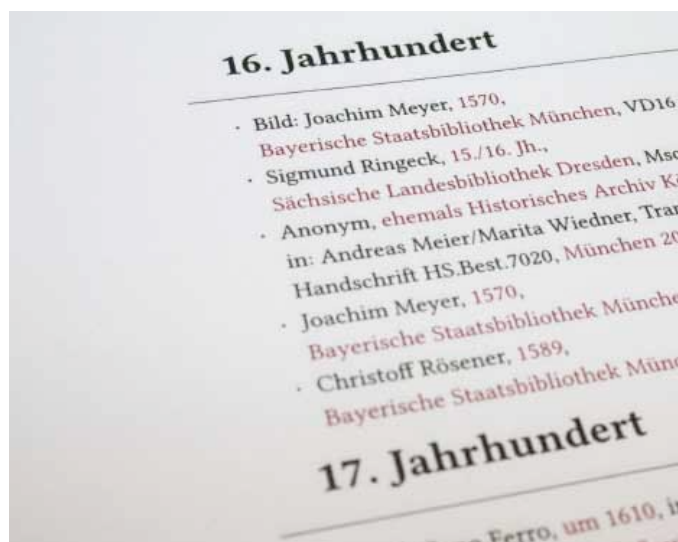 16. Jahrhundert
· Bild: Joachim Meyer, 1570,
Bayerische Staatsbibliothek München, VD16
· Sigmund Ringeck, 15./16. Jh.,
Sächsische Landesbibliothek Dresden,
· Anonym, ehemals Historisches Archiv
in: Andreas Meier/Marita Wiedner,
Handschrift HS.Best.7020, München
· Joachim Meyer, 1570,
Bayerische Staatsbibliothek
· Christoff Rösener, 1589,
Bayerische Staatsbibliothek
17. Jahrhundert
Ferro, um 1610,